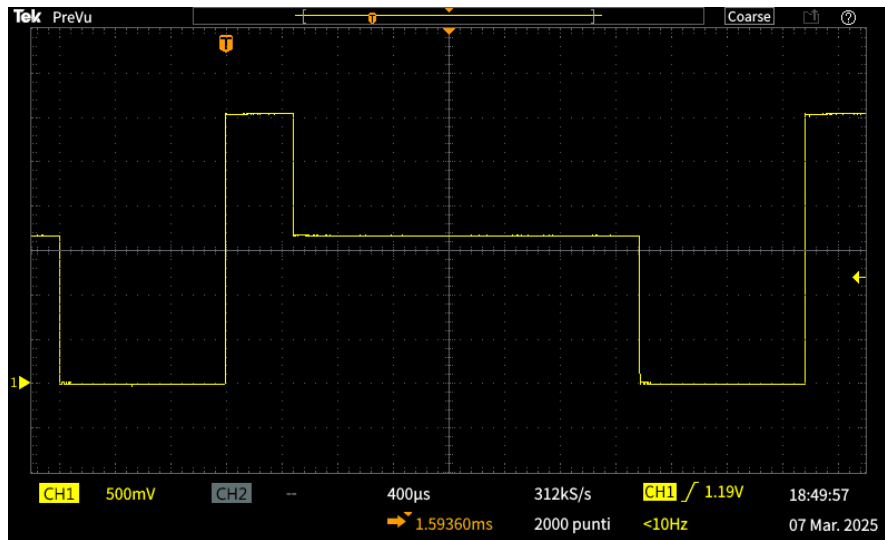 Tek PreVu T Coarse ?
T
1
CH1 500mV CH2 -- 400µs 312kS/s CH1 1.19V 18:49:57
1.59360ms 2000 punti <10Hz 07 Mar. 2025